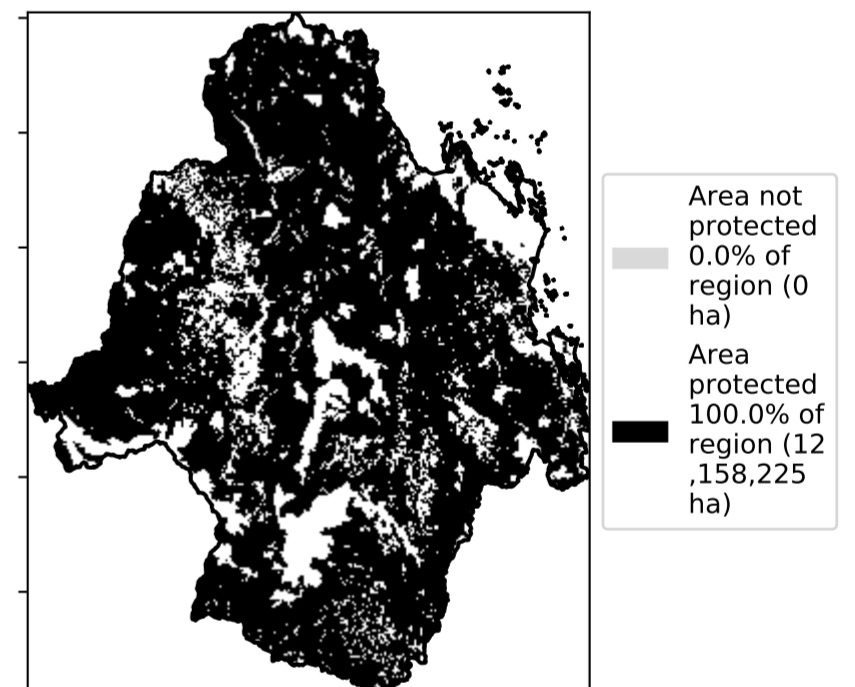 Area not
protected
0.0% of
region (0
ha)
Area
protected
100.0% of
region (12
,158,225
ha)